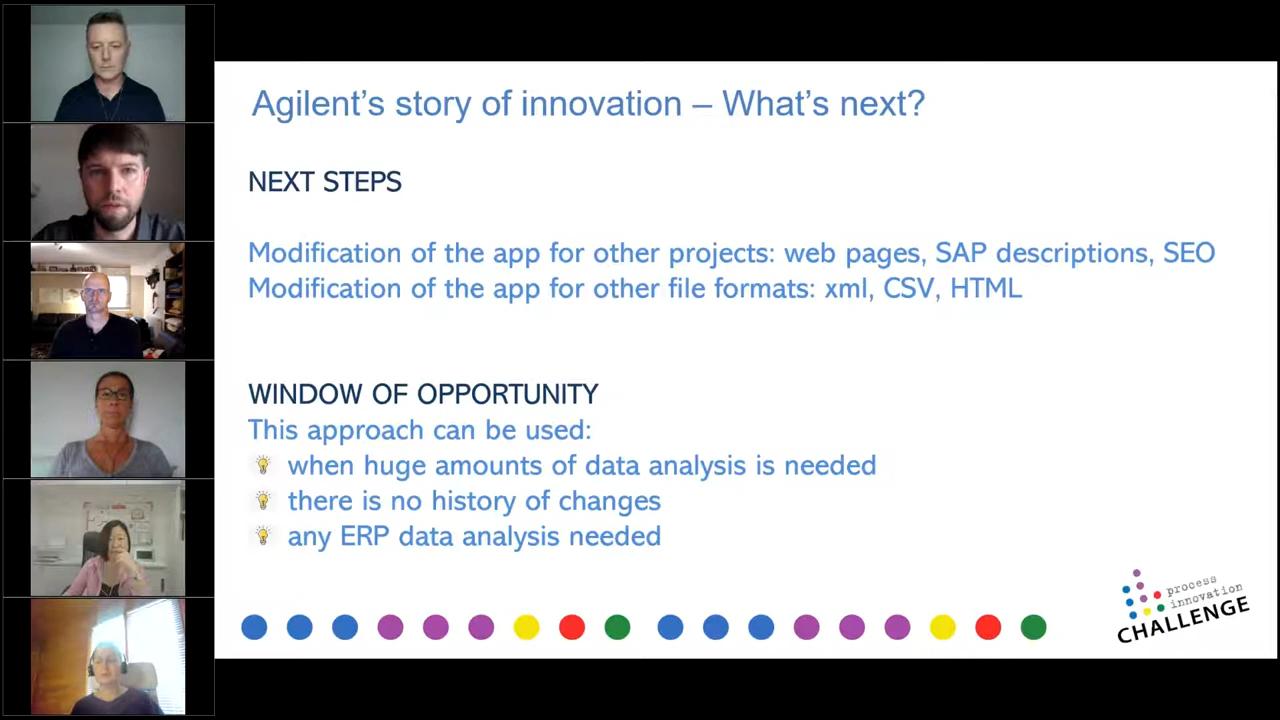 Agilent’s story of innovation – What’s next?
NEXT STEPS
Modification of the app for other projects: web pages, SAP descriptions, SEO
Modification of the app for other file formats: xml, CSV, HTML
WINDOW OF OPPORTUNITY
This approach can be used:
when huge amounts of data analysis is needed
there is no history of changes
any ERP data analysis needed
process
innovation
CHALLENGE